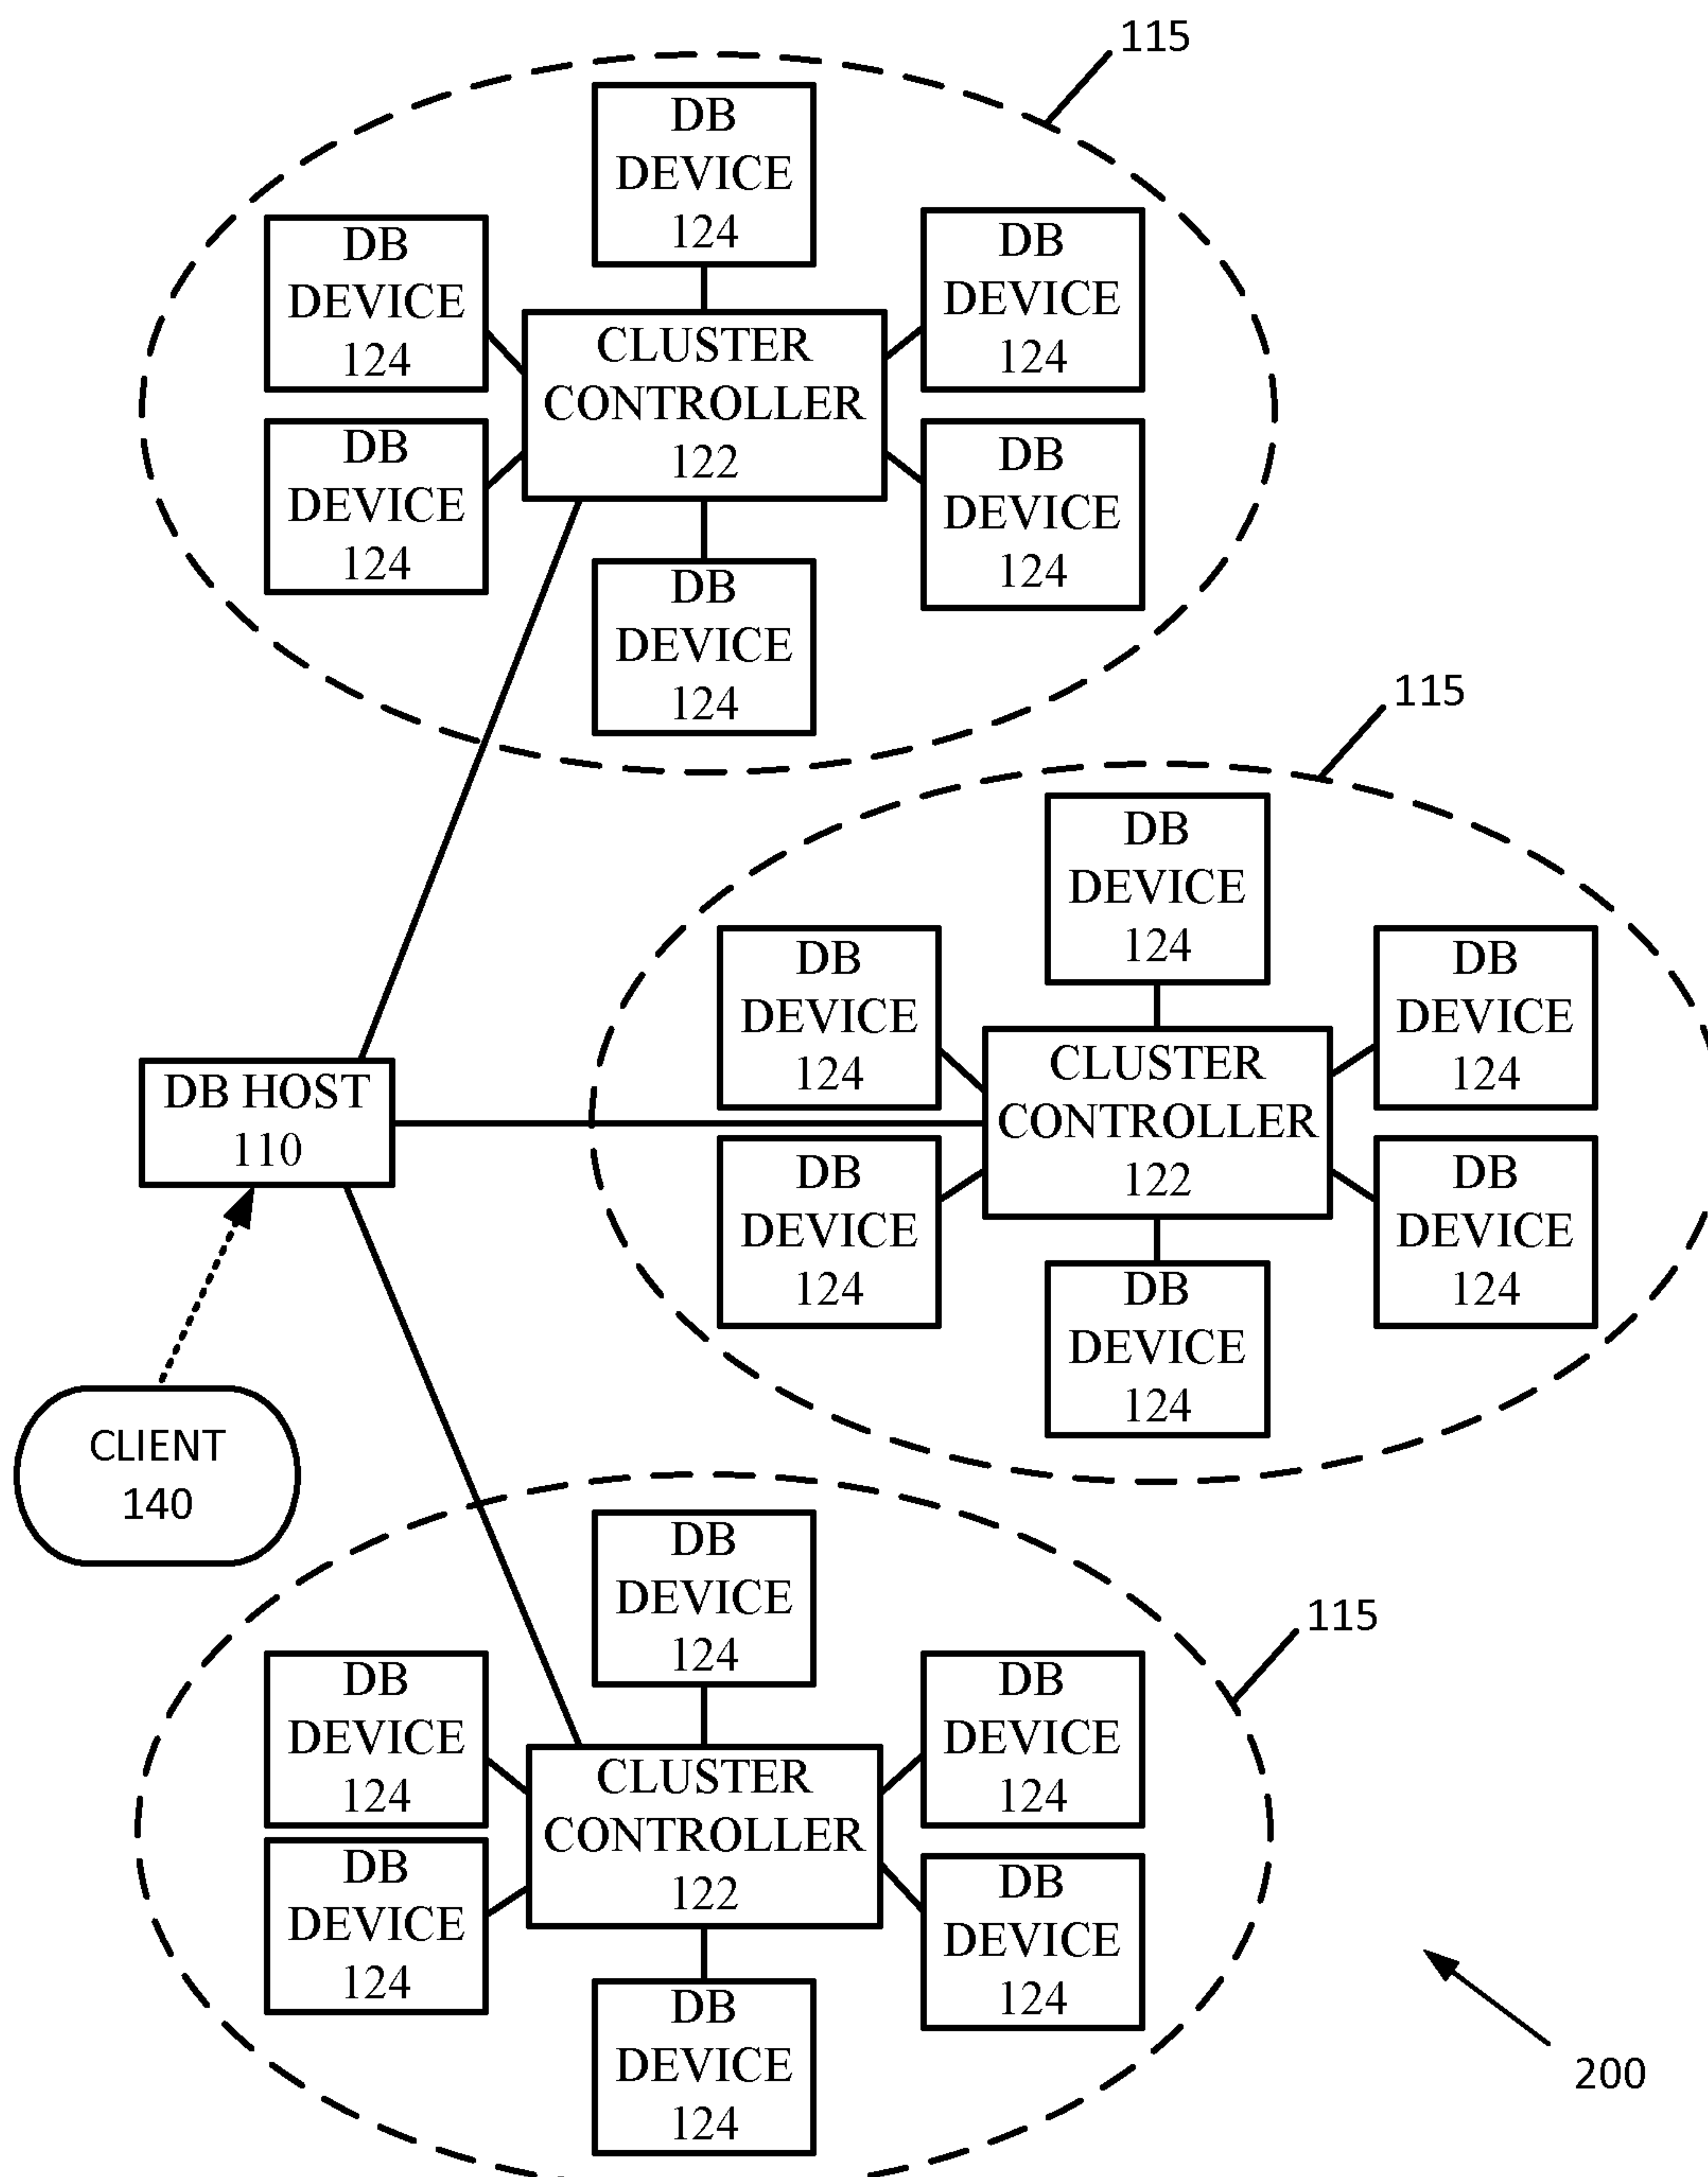 115
DB
DEVICE
124
DB
DEVICE
124
DB
DEVICE
124
CLUSTER
CONTROLLER
122
DB
DEVICE
124
DB
DEVICE
124
DB
DEVICE
124
115
DB
DEVICE
124
DB
DEVICE
124
DB
DEVICE
124
CLUSTER
CONTROLLER
122
DB HOST
110
DB
DEVICE
124
DB
DEVICE
124
DB
DEVICE
124
CLIENT
140
115
DB
DEVICE
124
DB
DEVICE
124
DB
DEVICE
124
CLUSTER
CONTROLLER
122
DB
DEVICE
124
DB
DEVICE
124
DB
DEVICE
124
200